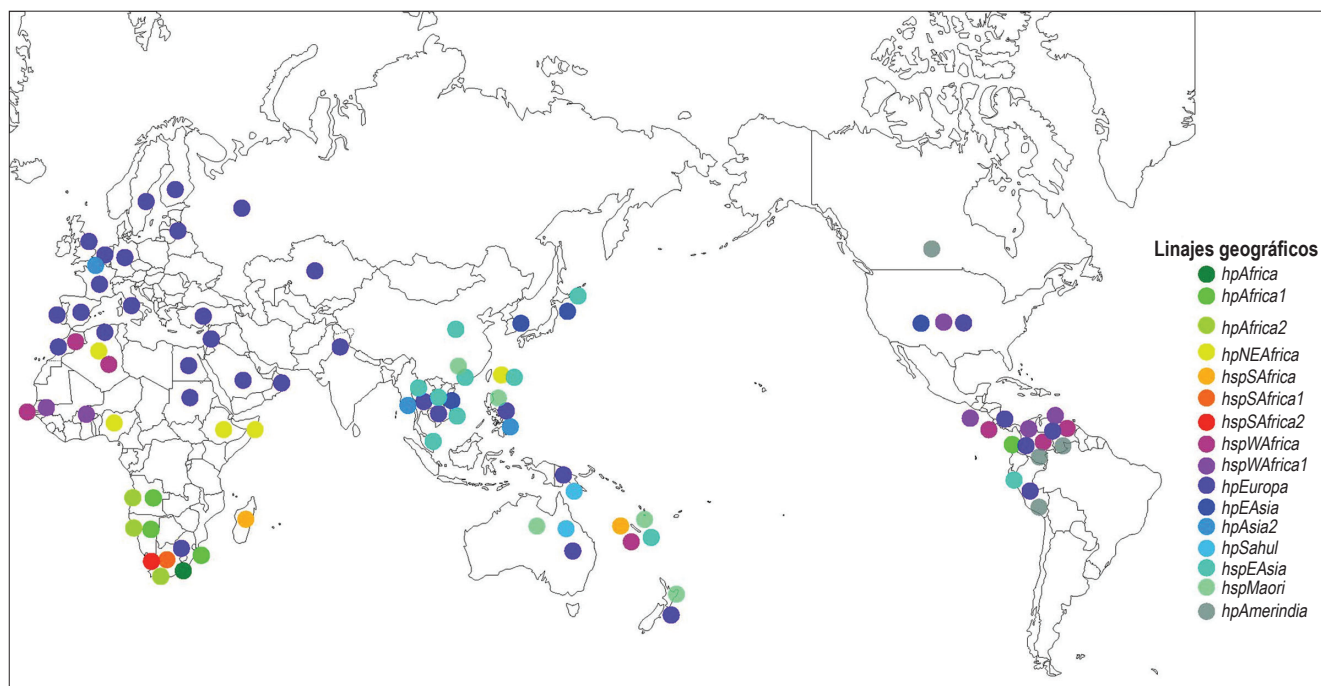 Linajes geográficos
hpAfrica
hpAfrica1
hpAfrica2
hpNEAfrica
hspSAfrica
hspSAfrica1
hspSAfrica2
hspWAfrica
hspWAfrica1
hpEuropa
hpEAsia
hpAsia2
hpSahul
hspEAsia
hspMaori
hpAmerindia